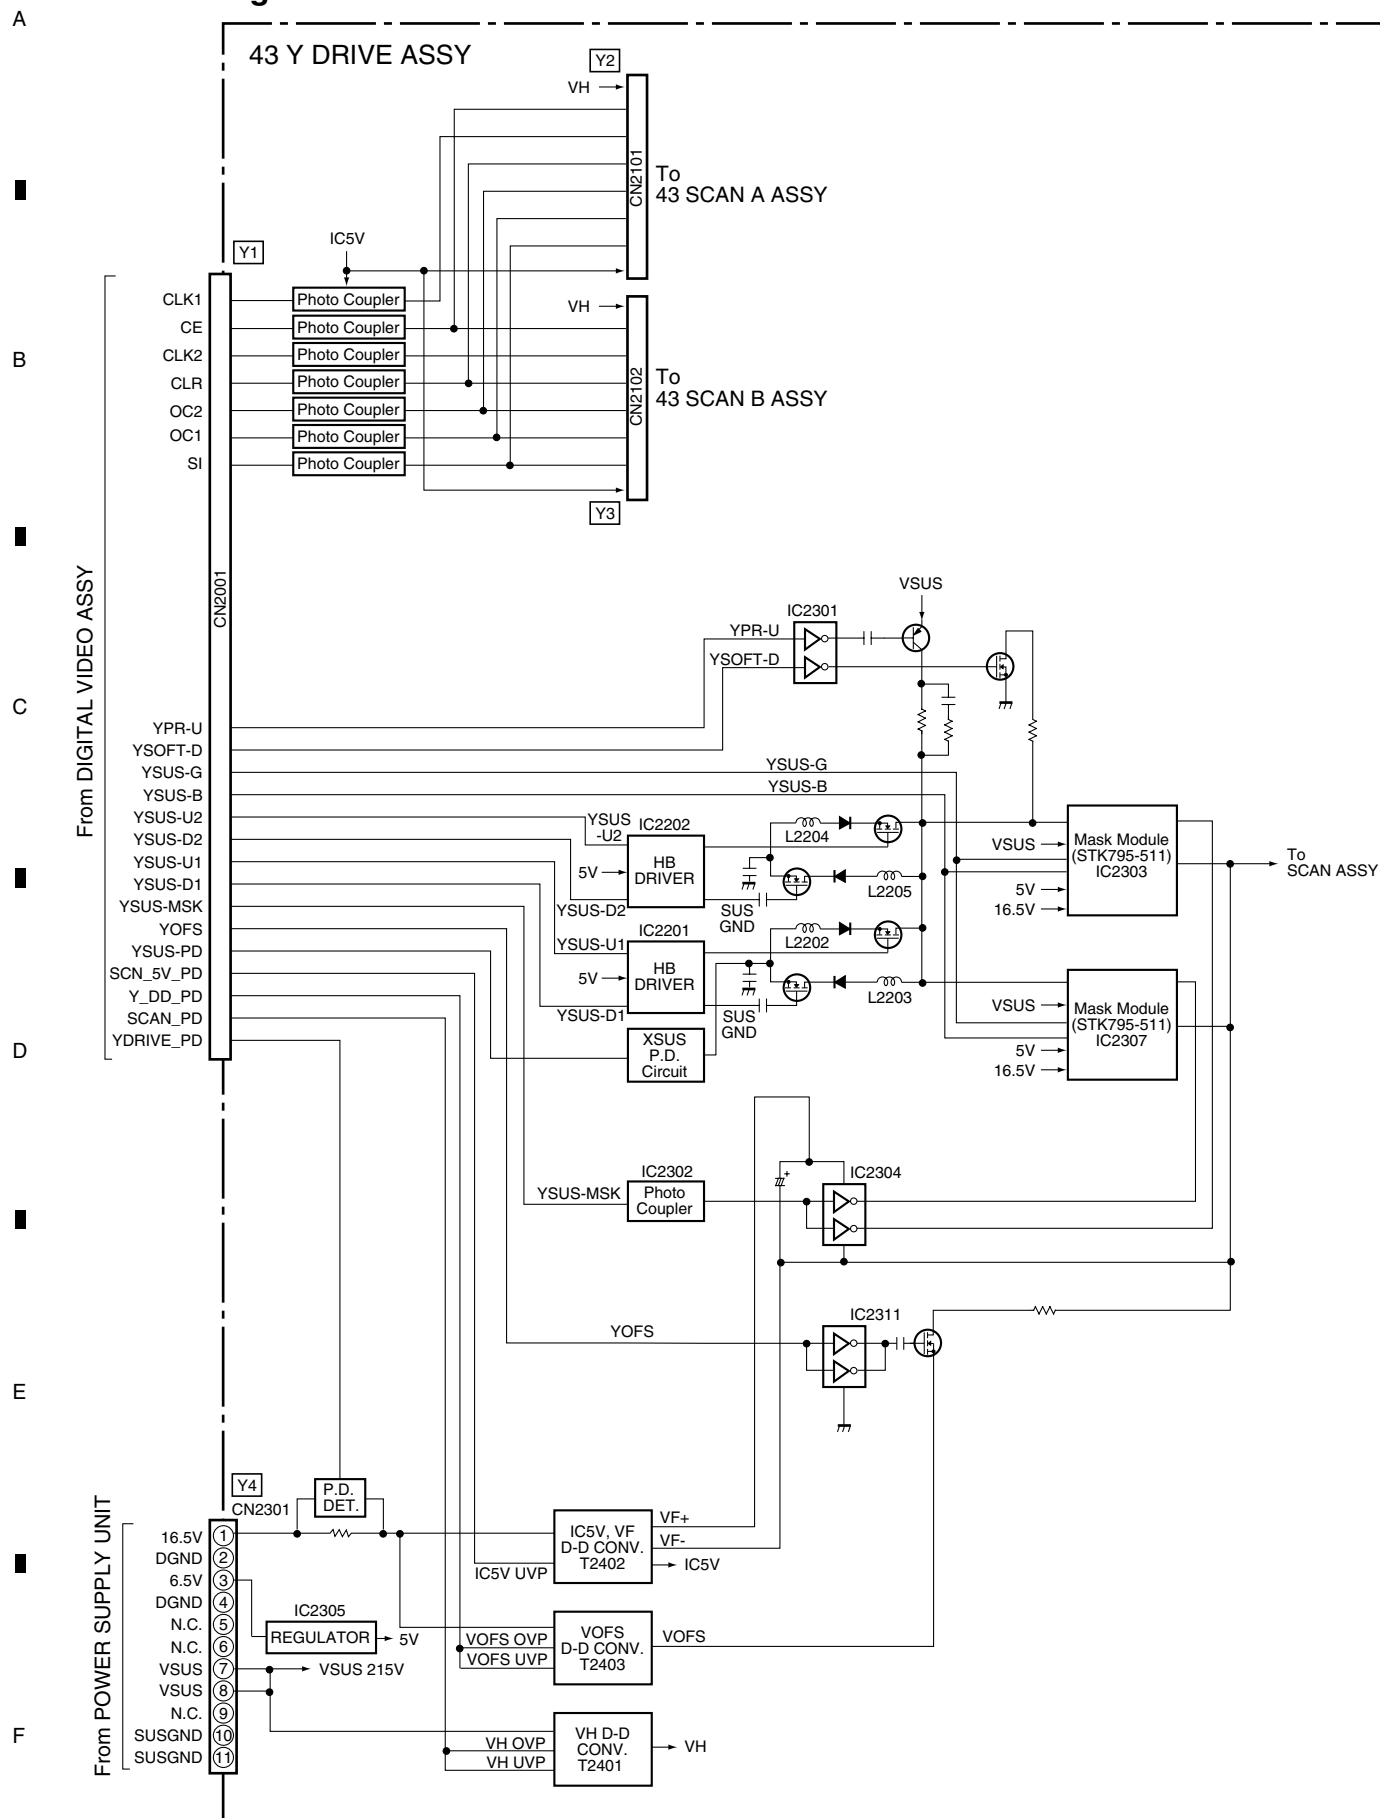 g
A
43 Y DRIVE ASSY
Y2
VH
CN2101
To
43 SCAN A ASSY
Y1
IC5V
CLK1
Photo Coupler
CE
Photo Coupler
CLK2
Photo Coupler
CLR
Photo Coupler
OC2
Photo Coupler
OC1
Photo Coupler
SI
Photo Coupler
VH
CN2102
To
43 SCAN B ASSY
Y3
B
From DIGITAL VIDEO ASSY
CN2001
C
VSUS
IC2301
YPR-U
YSOFT-D
YPR-U
YSOFT-D
YSUS-G
YSUS-B
YSUS-U2
YSUS-D2
YSUS-U1
YSUS-D1
YSUS-MSK
YOFS
YSUS-PD
SCN_5V_PD
Y_DD_PD
SCAN_PD
YDRIVE_PD
YSUS-G
YSUS-B
YSUS
-U2
IC2202
HB
DRIVER
5V
YSUS-D2
L2204
L2205
SUS
GND
YSUS-U1
IC2201
HB
DRIVER
5V
YSUS-D1
L2202
L2203
SUS
GND
XSUS
P.D.
Circuit
VSUS
Mask Module
(STK795-511)
IC2303
5V
16.5V
To
SCAN ASSY
VSUS
Mask Module
(STK795-511)
IC2307
5V
16.5V
D
YSUS-MSK
IC2302
Photo
Coupler
+
IC2304
YOFS
IC2311
E
Y4
CN2301
P.D.
DET.
From POWER SUPPLY UNIT
16.5V 1
DGND 2
6.5V 3
DGND 4
N.C. 5
N.C. 6
VSUS 7
VSUS 8
N.C. 9
SUSGND 10
SUSGND 11
IC2305
REGULATOR
5V
VSUS 215V
IC5V UVP
IC5V, VF
D-D CONV.
T2402
VF+
VF-
IC5V
VOFS OVP
VOFS UVP
VOFS
D-D CONV.
T2403
VOFS
VH OVP
VH UVP
VH D-D
CONV.
T2401
VH
F